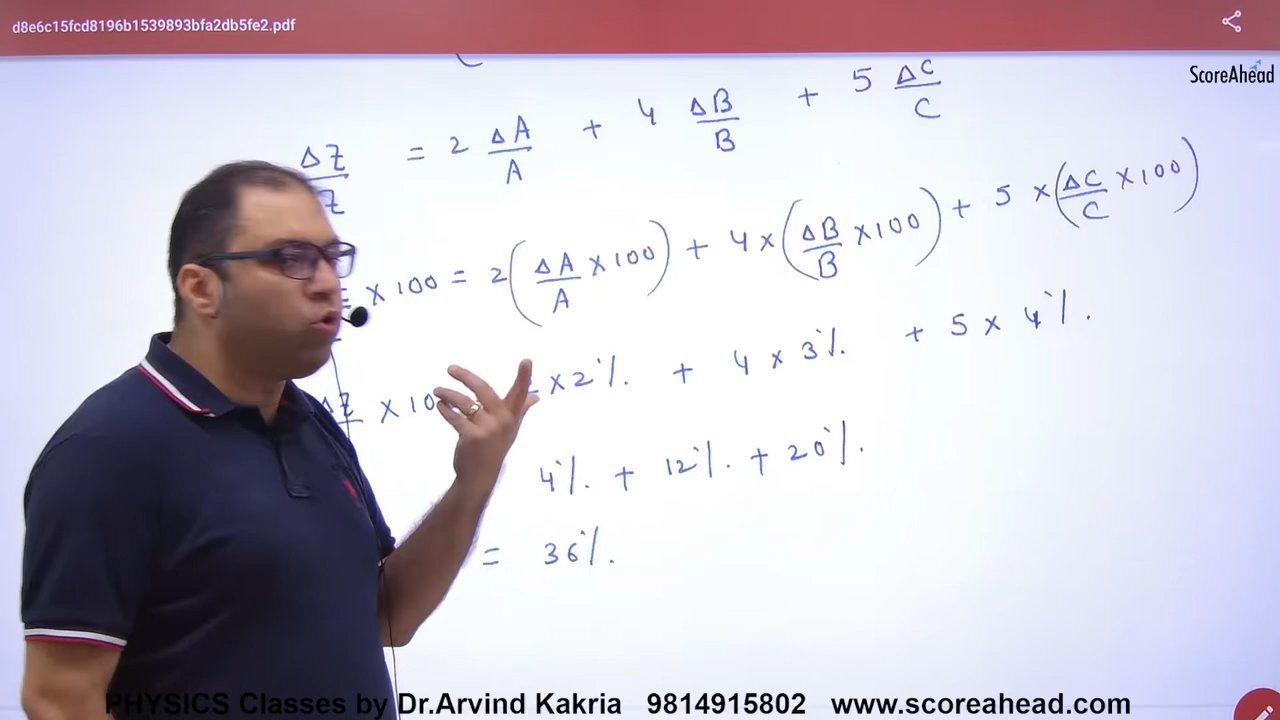 d8e6c15fcd8196b1539893bfa2db5fe2.pdf
ScoreAhead
ΔZ/Z = 2 ΔA/A + 4 ΔB/B + 5 ΔC/C
× 100 = 2(ΔA/A × 100) + 4 × (ΔB/B × 100) + 5 × (ΔC/C × 100)
ΔZ × 10 × 2% + 4 × 3% + 5 × 4%
4% + 12% + 20%
= 36%
PHYSICS Classes by Dr.Arvind Kakria 9814915802 www.scoreahead.com